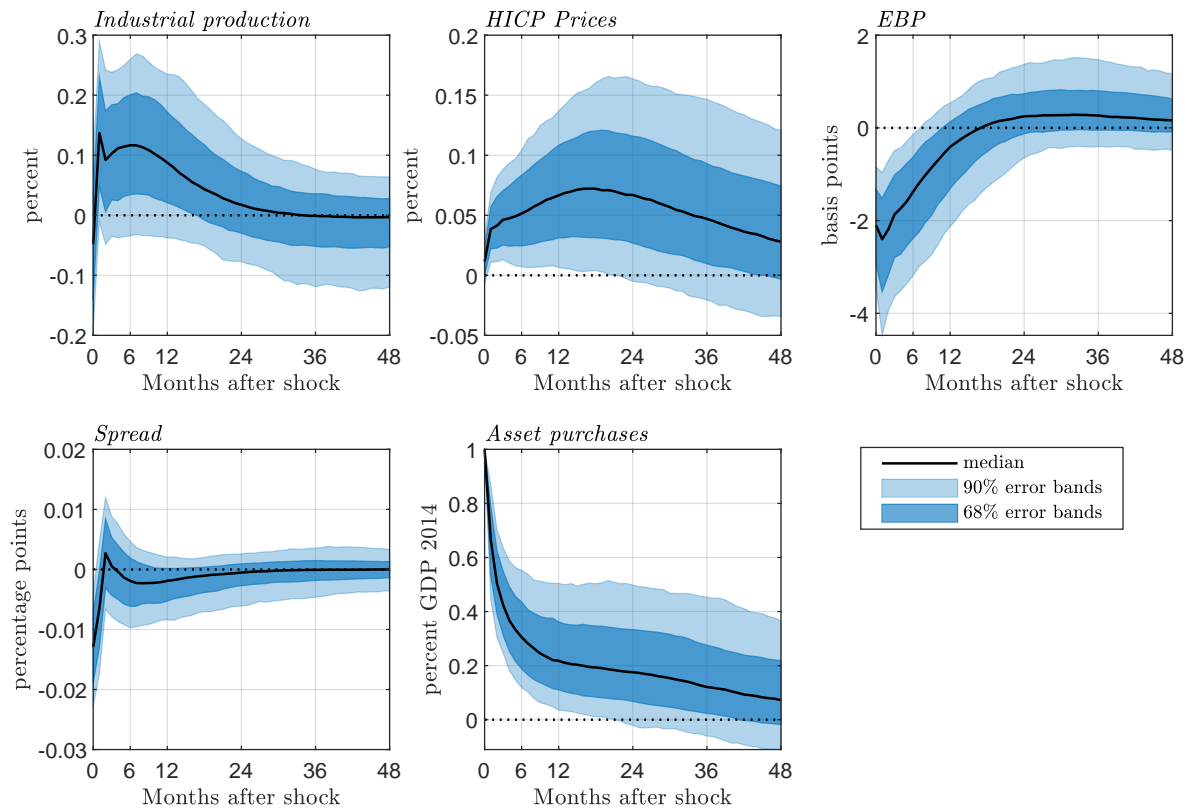 Industrial production
0.3
0.2
0.1
0
-0.1
-0.2
percent
0 6 12 24 36 48
Months after shock
HICP Prices
0.2
0.15
0.1
0.05
0
-0.05
percent
0 6 12 24 36 48
Months after shock
EBP
2
0
-2
-4
basis points
0 6 12 24 36 48
Months after shock
Spread
0.02
0.01
0
-0.01
-0.02
-0.03
percentage points
0 6 12 24 36 48
Months after shock
Asset purchases
1
0.8
0.6
0.4
0.2
0
percent GDP 2014
0 6 12 24 36 48
Months after shock
median
90% error bands
68% error bands